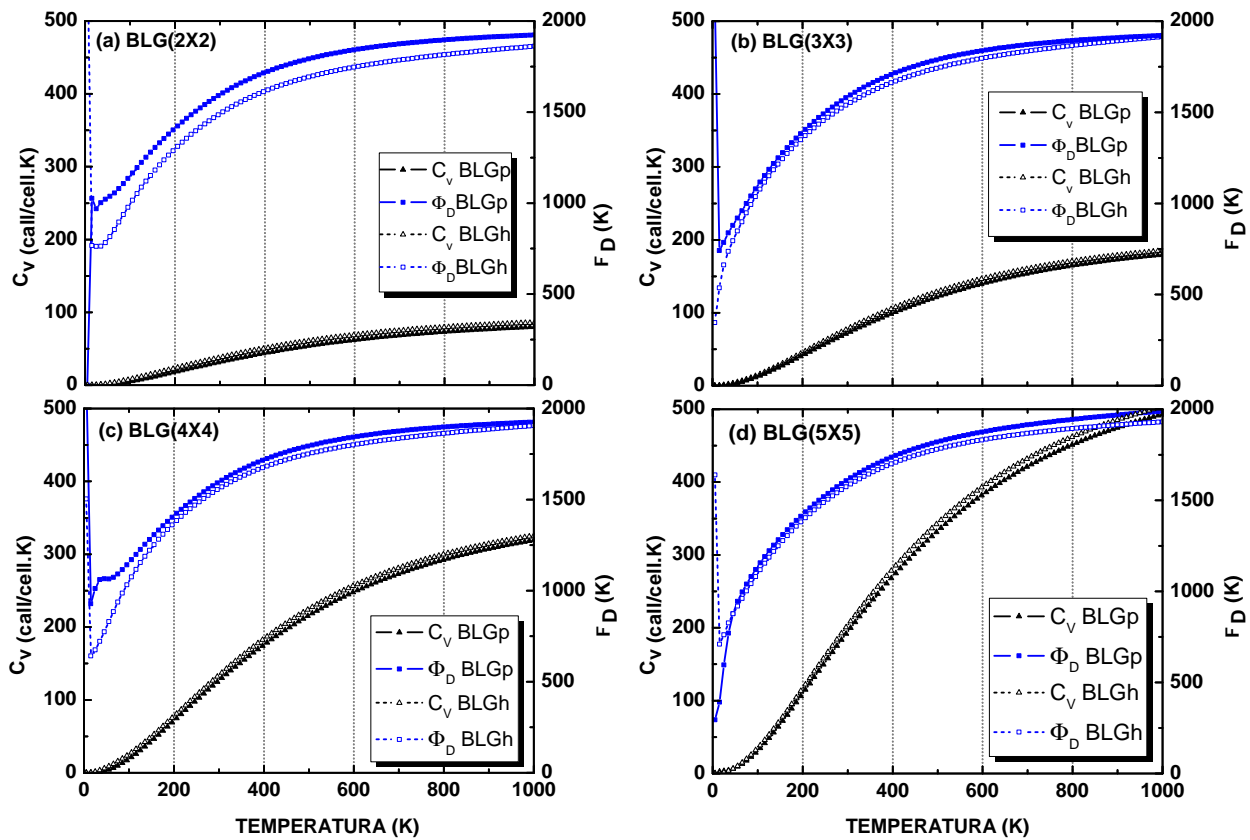 (a) BLG(2X2)
500
400
300
200
100
0
C_v (call/cell.K)
2000
1500
1000
500
0
F_D (K)
C_v BLGp
Φ_D BLGp
C_v BLGh
Φ_D BLGh
(b) BLG(3X3)
500
400
300
200
100
0
C_v (call/cell.K)
2000
1500
1000
500
0
F_D (K)
C_v BLGp
Φ_D BLGp
C_v BLGh
Φ_D BLGh
(c) BLG(4X4)
500
400
300
200
100
0
C_v (call/cell.K)
2000
1500
1000
500
0
F_D (K)
C_V BLGp
Φ_D BLGp
C_V BLGh
Φ_D BLGh
0 200 400 600 800 1000
TEMPERATURA (K)
(d) BLG(5X5)
500
400
300
200
100
0
C_v (call/cell.K)
2000
1500
1000
500
0
F_D (K)
C_V BLGp
Φ_D BLGp
C_V BLGh
Φ_D BLGh
0 200 400 600 800 1000
TEMPERATURA (K)